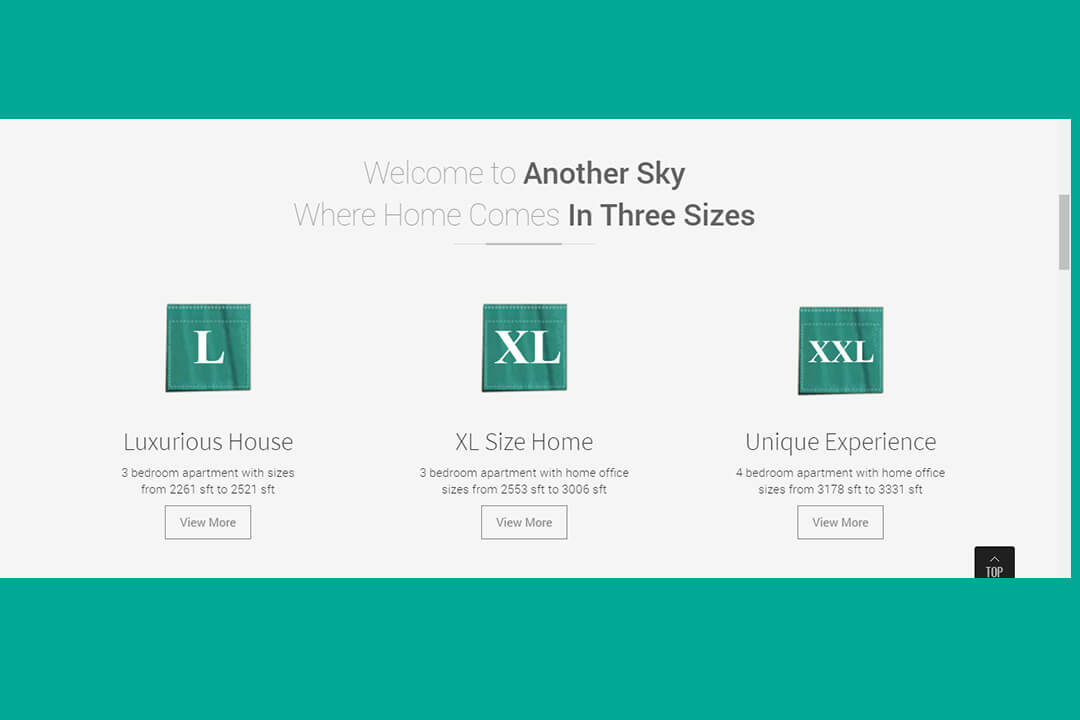 Welcome to Another Sky
Where Home Comes In Three Sizes
L
XL
XXL
Luxurious House
3 bedroom apartment with sizes
from 2261 sft to 2521 sft
View More
XL Size Home
3 bedroom apartment with home office
sizes from 2553 sft to 3006 sft
View More
Unique Experience
4 bedroom apartment with home office
sizes from 3178 sft to 3331 sft
View More
TOP